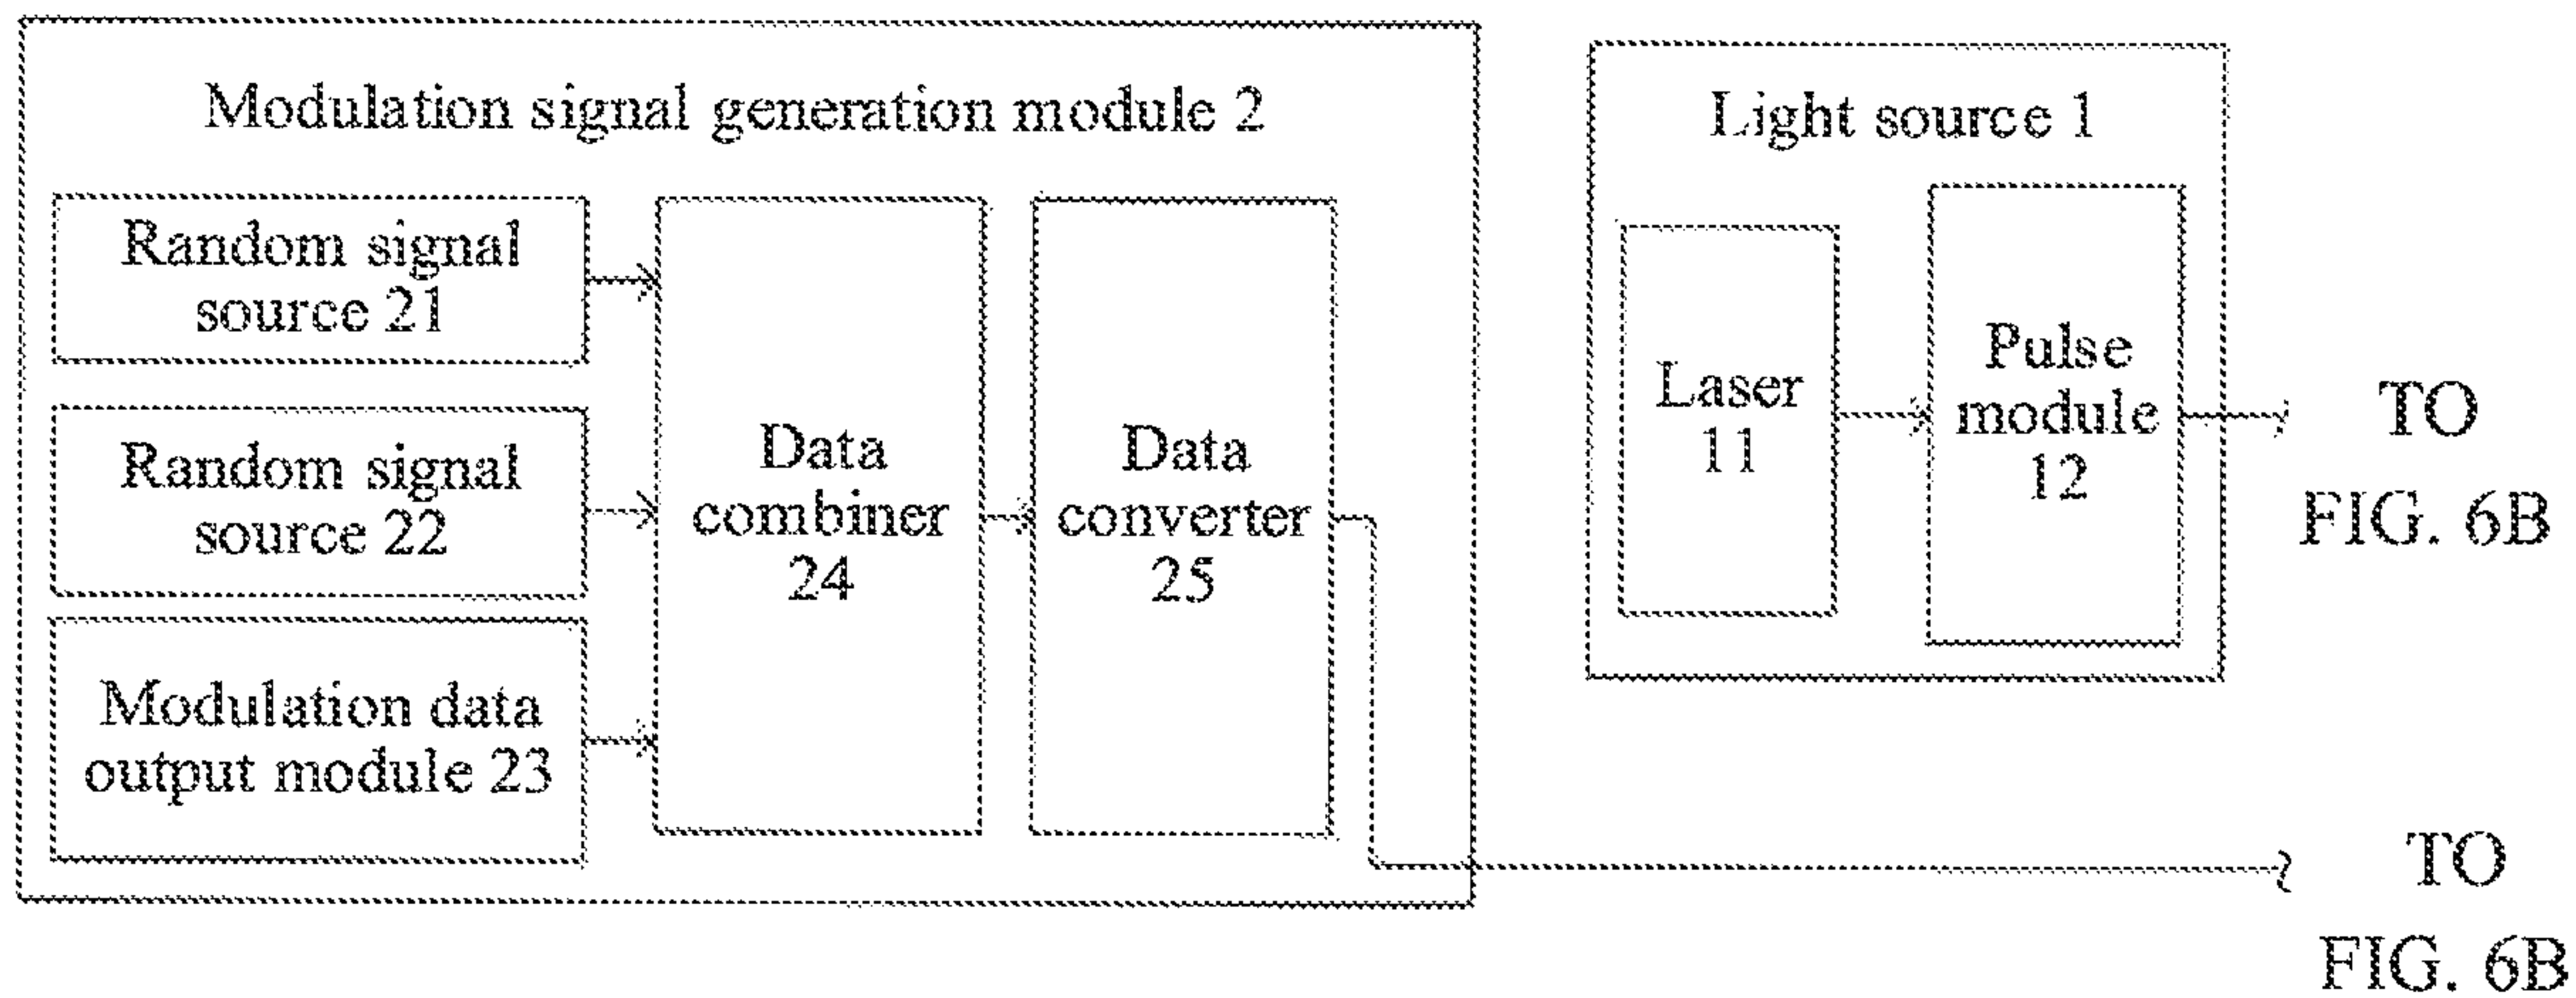 Modulation signal generation module 2
Random signal
source 21
Random signal
source 22
Modulation data
output module 23
Data
combiner
24
Data
converter
25
Light source 1
Laser
11
Pulse
module
12
TO
FIG. 6B
TO
FIG. 6B